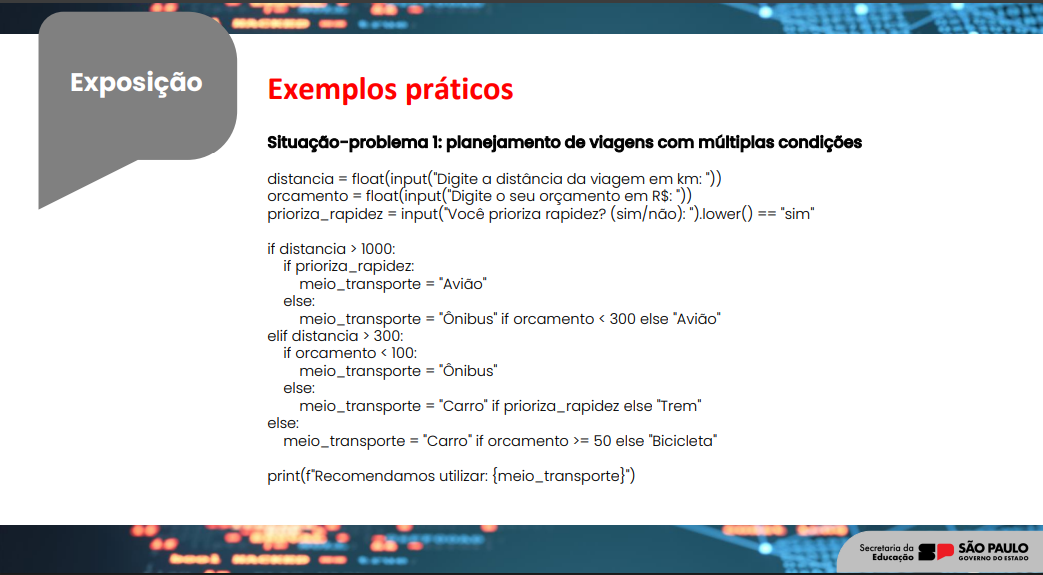 HACKED
Exposição
Exemplos práticos
Situação-problema 1: planejamento de viagens com múltiplas condições
distancia = float(input("Digite a distância da viagem em km: "))
orcamento = float(input("Digite o seu orçamento em R$: "))
prioriza_rapidez = input("Você prioriza rapidez? (sim/não): ").lower() == "sim"
if distancia > 1000:
    if prioriza_rapidez:
        meio_transporte = "Avião"
    else:
        meio_transporte = "Ônibus" if orcamento < 300 else "Avião"
elif distancia > 300:
    if orcamento < 100:
        meio_transporte = "Ônibus"
    else:
        meio_transporte = "Carro" if prioriza_rapidez else "Trem"
else:
    meio_transporte = "Carro" if orcamento >= 50 else "Bicicleta"
print(f"Recomendamos utilizar: {meio_transporte}")
bool HACKED
Secretaria da
Educação
SÃO PAULO
GOVERNO DO ESTADO